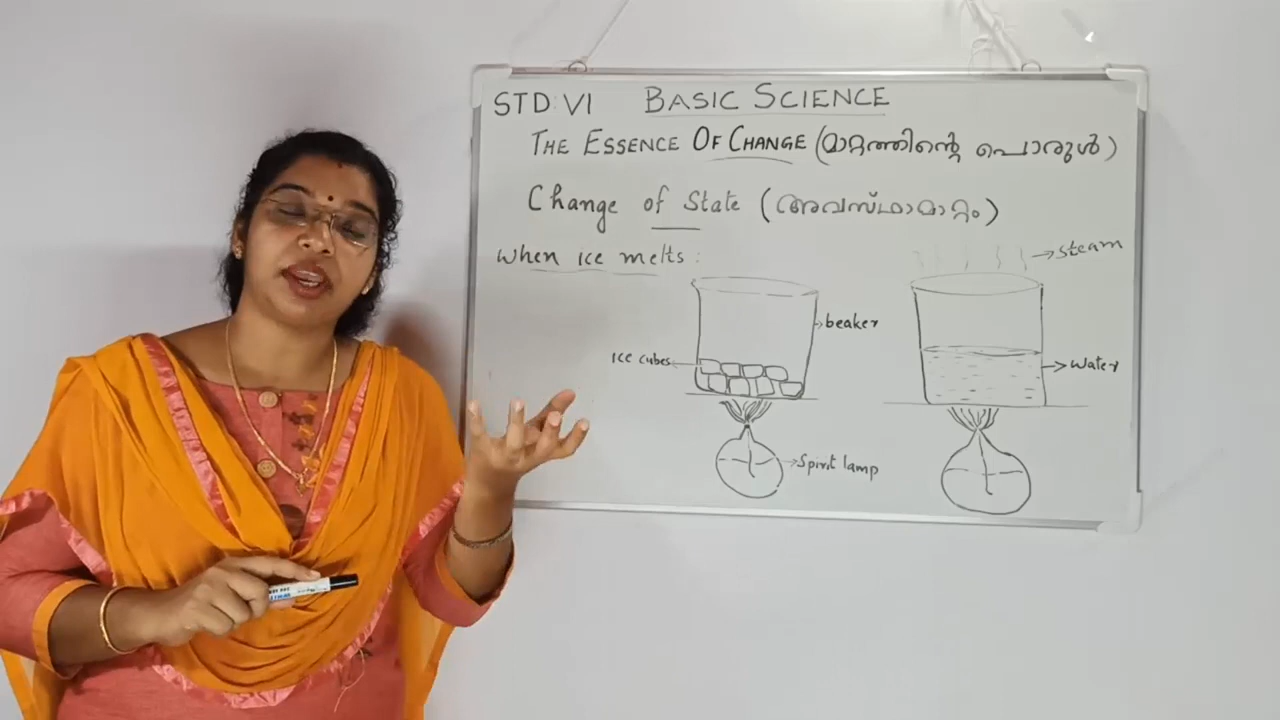 STD:VI BASIC SCIENCE
THE ESSENCE OF CHANGE (മാറ്റത്തിന്റെ പൊരുൾ)
Change of State (അവസ്ഥാമാറ്റം)
When ice melts:
steam
beaker
Ice cubes
water
Spirit lamp